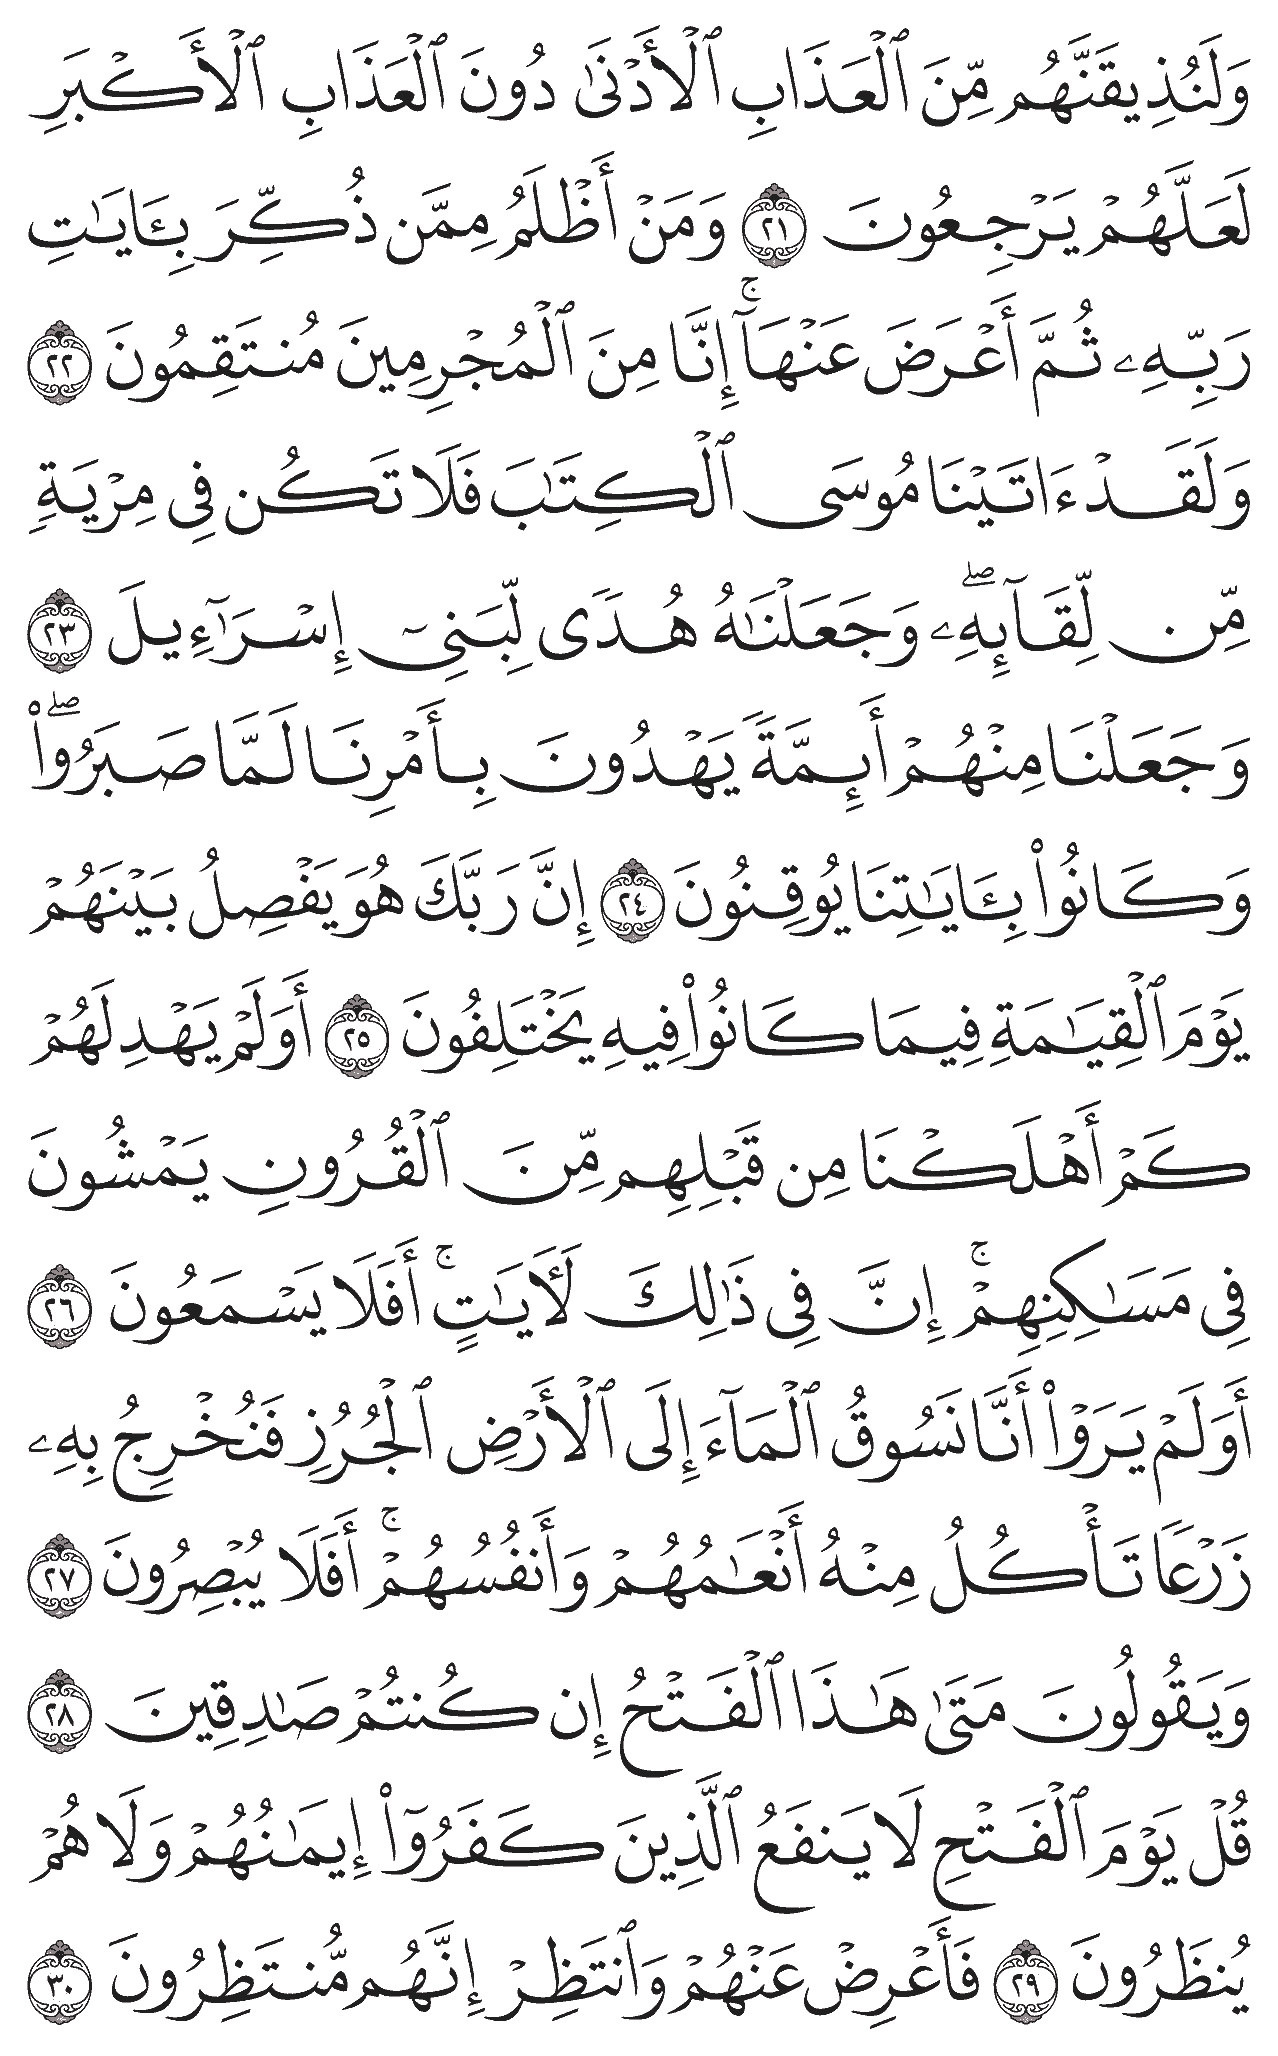 وَلَنُذِيقَنَّهُم مِّنَ ٱلْعَذَابِ ٱلْأَدْنَىٰ دُونَ ٱلْعَذَابِ ٱلْأَكْبَرِ
لَعَلَّهُمْ يَرْجِعُونَ ٢١ وَمَنْ أَظْلَمُ مِمَّن ذُكِّرَ بِـَٔايَـٰتِ
رَبِّهِۦ ثُمَّ أَعْرَضَ عَنْهَآ ۚ إِنَّا مِنَ ٱلْمُجْرِمِينَ مُنتَقِمُونَ ٢٢
وَلَقَدْ ءَاتَيْنَا مُوسَى ٱلْكِتَـٰبَ فَلَا تَكُن فِى مِرْيَةٍ
مِّن لِّقَآئِهِۦ ۖ وَجَعَلْنَـٰهُ هُدًى لِّبَنِىٓ إِسْرَٰٓءِيلَ ٢٣
وَجَعَلْنَا مِنْهُمْ أَئِمَّةً يَهْدُونَ بِأَمْرِنَا لَمَّا صَبَرُوا۟ ۖ
وَكَانُوا۟ بِـَٔايَـٰتِنَا يُوقِنُونَ ٢٤ إِنَّ رَبَّكَ هُوَ يَفْصِلُ بَيْنَهُمْ
يَوْمَ ٱلْقِيَـٰمَةِ فِيمَا كَانُوا۟ فِيهِ يَخْتَلِفُونَ ٢٥ أَوَلَمْ يَهْدِ لَهُمْ
كَمْ أَهْلَكْنَا مِن قَبْلِهِم مِّنَ ٱلْقُرُونِ يَمْشُونَ
فِى مَسَـٰكِنِهِمْ ۚ إِنَّ فِى ذَٰلِكَ لَـَٔايَـٰتٍ ۚ أَفَلَا يَسْمَعُونَ ٢٦
أَوَلَمْ يَرَوْا۟ أَنَّا نَسُوقُ ٱلْمَآءَ إِلَى ٱلْأَرْضِ ٱلْجُرُزِ فَنُخْرِجُ بِهِۦ
زَرْعًا تَأْكُلُ مِنْهُ أَنْعَـٰمُهُمْ وَأَنفُسُهُمْ ۚ أَفَلَا يُبْصِرُونَ ٢٧
وَيَقُولُونَ مَتَىٰ هَـٰذَا ٱلْفَتْحُ إِن كُنتُمْ صَـٰدِقِينَ ٢٨
قُلْ يَوْمَ ٱلْفَتْحِ لَا يَنفَعُ ٱلَّذِينَ كَفَرُوٓا۟ إِيمَـٰنُهُمْ وَلَا هُمْ
يُنظَرُونَ ٢٩ فَأَعْرِضْ عَنْهُمْ وَٱنتَظِرْ إِنَّهُم مُّنتَظِرُونَ ٣٠